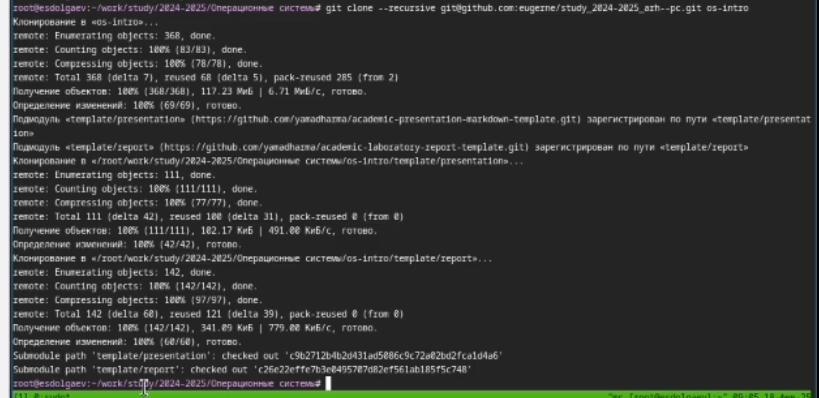 root@esdolgaev:~/work/study/2024-2025/Операционные системы# git clone --recursive git@github.com:eugerne/study_2024-2025_arh--pc.git os-intro
Клонирование в «os-intro»...
remote: Enumerating objects: 368, done.
remote: Counting objects: 100% (83/83), done.
remote: Compressing objects: 100% (78/78), done.
remote: Total 368 (delta 7), reused 68 (delta 5), pack-reused 285 (from 2)
Получение объектов: 100% (368/368), 117.23 МиБ | 6.71 МиБ/с, готово.
Определение изменений: 100% (69/69), готово.
Подмодуль «template/presentation» (https://github.com/yamadharma/academic-presentation-markdown-template.git) зарегистрирован по пути «template/presentat
ion»
Подмодуль «template/report» (https://github.com/yamadharma/academic-laboratory-report-template.git) зарегистрирован по пути «template/report»
Клонирование в «/root/work/study/2024-2025/Операционные системы/os-intro/template/presentation»...
remote: Enumerating objects: 111, done.
remote: Counting objects: 100% (111/111), done.
remote: Compressing objects: 100% (77/77), done.
remote: Total 111 (delta 42), reused 100 (delta 31), pack-reused 0 (from 0)
Получение объектов: 100% (111/111), 102.17 КиБ | 491.00 КиБ/с, готово.
Определение изменений: 100% (42/42), готово.
Клонирование в «/root/work/study/2024-2025/Операционные системы/os-intro/template/report»...
remote: Enumerating objects: 142, done.
remote: Counting objects: 100% (142/142), done.
remote: Compressing objects: 100% (97/97), done.
remote: Total 142 (delta 60), reused 121 (delta 39), pack-reused 0 (from 0)
Получение объектов: 100% (142/142), 341.09 КиБ | 779.00 КиБ/с, готово.
Определение изменений: 100% (60/60), готово.
Submodule path 'template/presentation': checked out 'c9b2712b4b2d431ad5086c9c72a02bd2fca1d4a6'
Submodule path 'template/report': checked out 'c26e22effe7b3e0495707d82ef561ab185f5c748'
root@esdolgaev:~/work/study/2024-2025/Операционные системы#